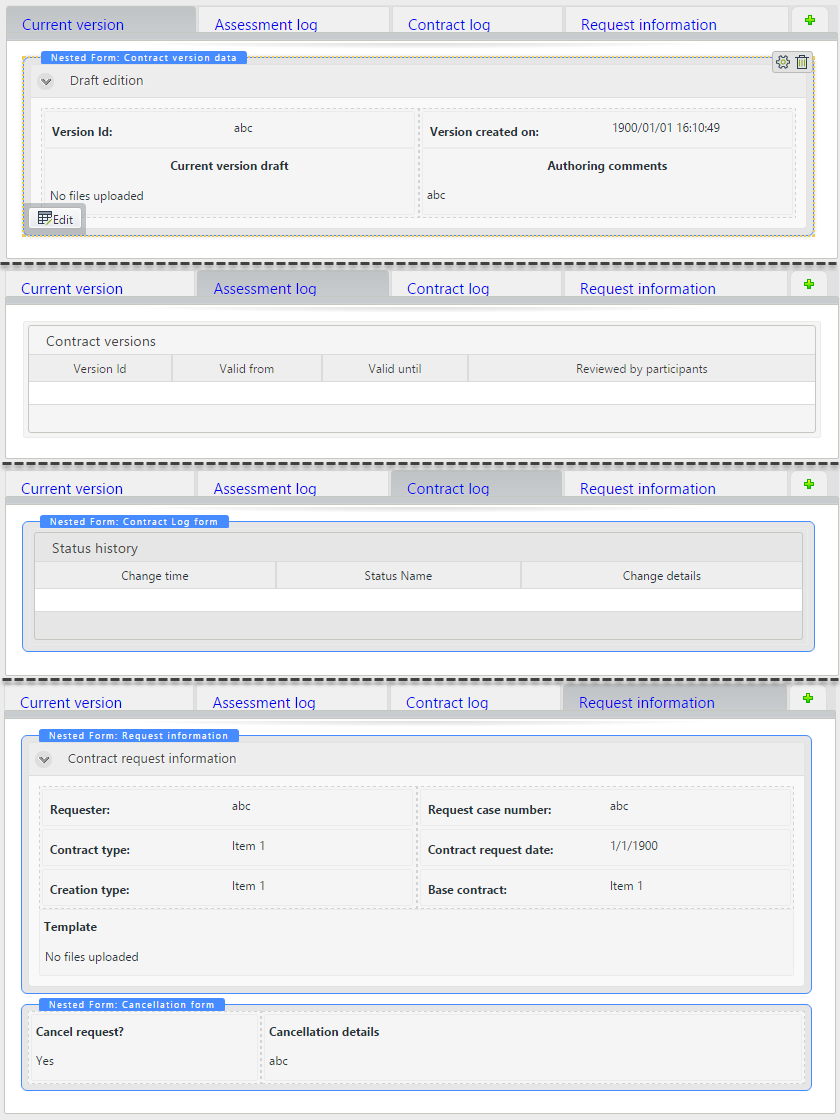 Current version Assessment log Contract log Request information
Nested Form: Contract version data
Draft edition
Version Id: abc Version created on: 1900/01/01 16:10:49
Current version draft Authoring comments
No files uploaded abc
Edit
Current version Assessment log Contract log Request information
Contract versions
Version Id Valid from Valid until Reviewed by participants
Current version Assessment log Contract log Request information
Nested Form: Contract Log form
Status history
Change time Status Name Change details
Current version Assessment log Contract log Request information
Nested Form: Request information
Contract request information
Requester: abc Request case number: abc
Contract type: Item 1 Contract request date: 1/1/1900
Creation type: Item 1 Base contract: Item 1
Template
No files uploaded
Nested Form: Cancellation form
Cancel request? Cancellation details
Yes abc